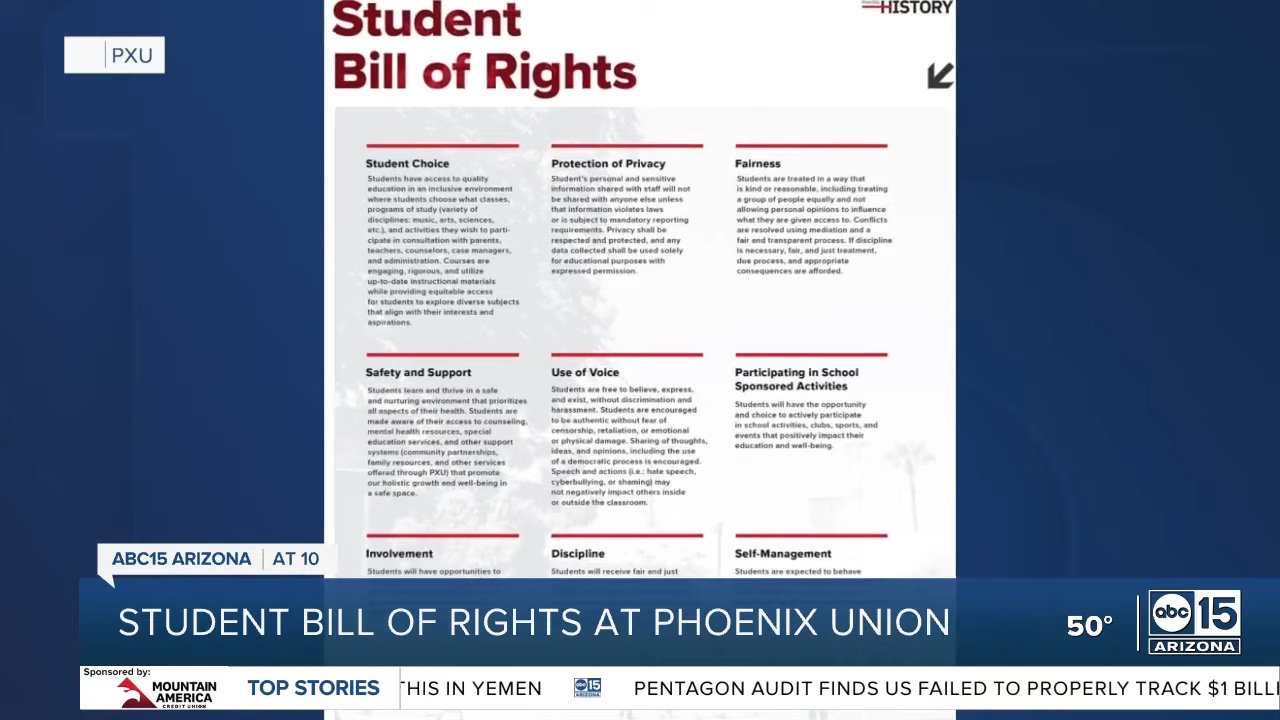 Student
Bill of Rights
HISTORY
PXU
Student Choice
Students have access to quality
education in an inclusive environment
where students choose what classes,
programs of study (variety of
disciplines: music, arts, sciences,
etc.), and activities they wish to parti-
cipate in consultation with parents,
teachers, counselors, case managers,
and administration. Courses are
engaging, rigorous, and utilize
up-to-date instructional materials
while providing equitable access
for students to explore diverse subjects
that align with their interests and
aspirations.
Protection of Privacy
Student's personal and sensitive
information shared with staff will not
be shared with anyone else unless
that information violates laws
or is subject to mandatory reporting
requirements. Privacy shall be
respected and protected, and any
data collected shall be used solely
for educational purposes with
expressed permission.
Fairness
Students are treated in a way that
is kind or reasonable, including treating
a group of people equally and not
allowing personal opinions to influence
what they are given access to. Conflicts
are resolved using mediation and a
fair and transparent process. If discipline
is necessary, fair, and just treatment,
due process, and appropriate
consequences are afforded.
Safety and Support
Students learn and thrive in a safe
and nurturing environment that prioritizes
all aspects of their health. Students are
made aware of their access to counseling,
mental health resources, special
education services, and other support
systems (community partnerships,
family resources, and other services
offered through PXU) that promote
our holistic growth and well-being in
a safe space.
Use of Voice
Students are free to believe, express,
and exist, without discrimination and
harassment. Students are encouraged
to be authentic without fear of
censorship, retaliation, or emotional
or physical damage. Sharing of thoughts,
ideas, and opinions, including the use
of a democratic process is encouraged.
Speech and actions (i.e.: hate speech,
cyberbullying, or shaming) may
not negatively impact others inside
or outside the classroom.
Participating in School
Sponsored Activities
Students will have the opportunity
and choice to actively participate
in school activities, clubs, sports, and
events that positively impact their
education and well-being.
Involvement
Students will have opportunities to
Discipline
Students will receive fair and just
Self-Management
Students are expected to behave
ABC15 ARIZONA AT 10
STUDENT BILL OF RIGHTS AT PHOENIX UNION
50°
abc 15
ARIZONA
Sponsored by:
MOUNTAIN
AMERICA
CREDIT UNION
TOP STORIES
THIS IN YEMEN
abc 15
ARIZONA
PENTAGON AUDIT FINDS US FAILED TO PROPERLY TRACK $1 BILLI